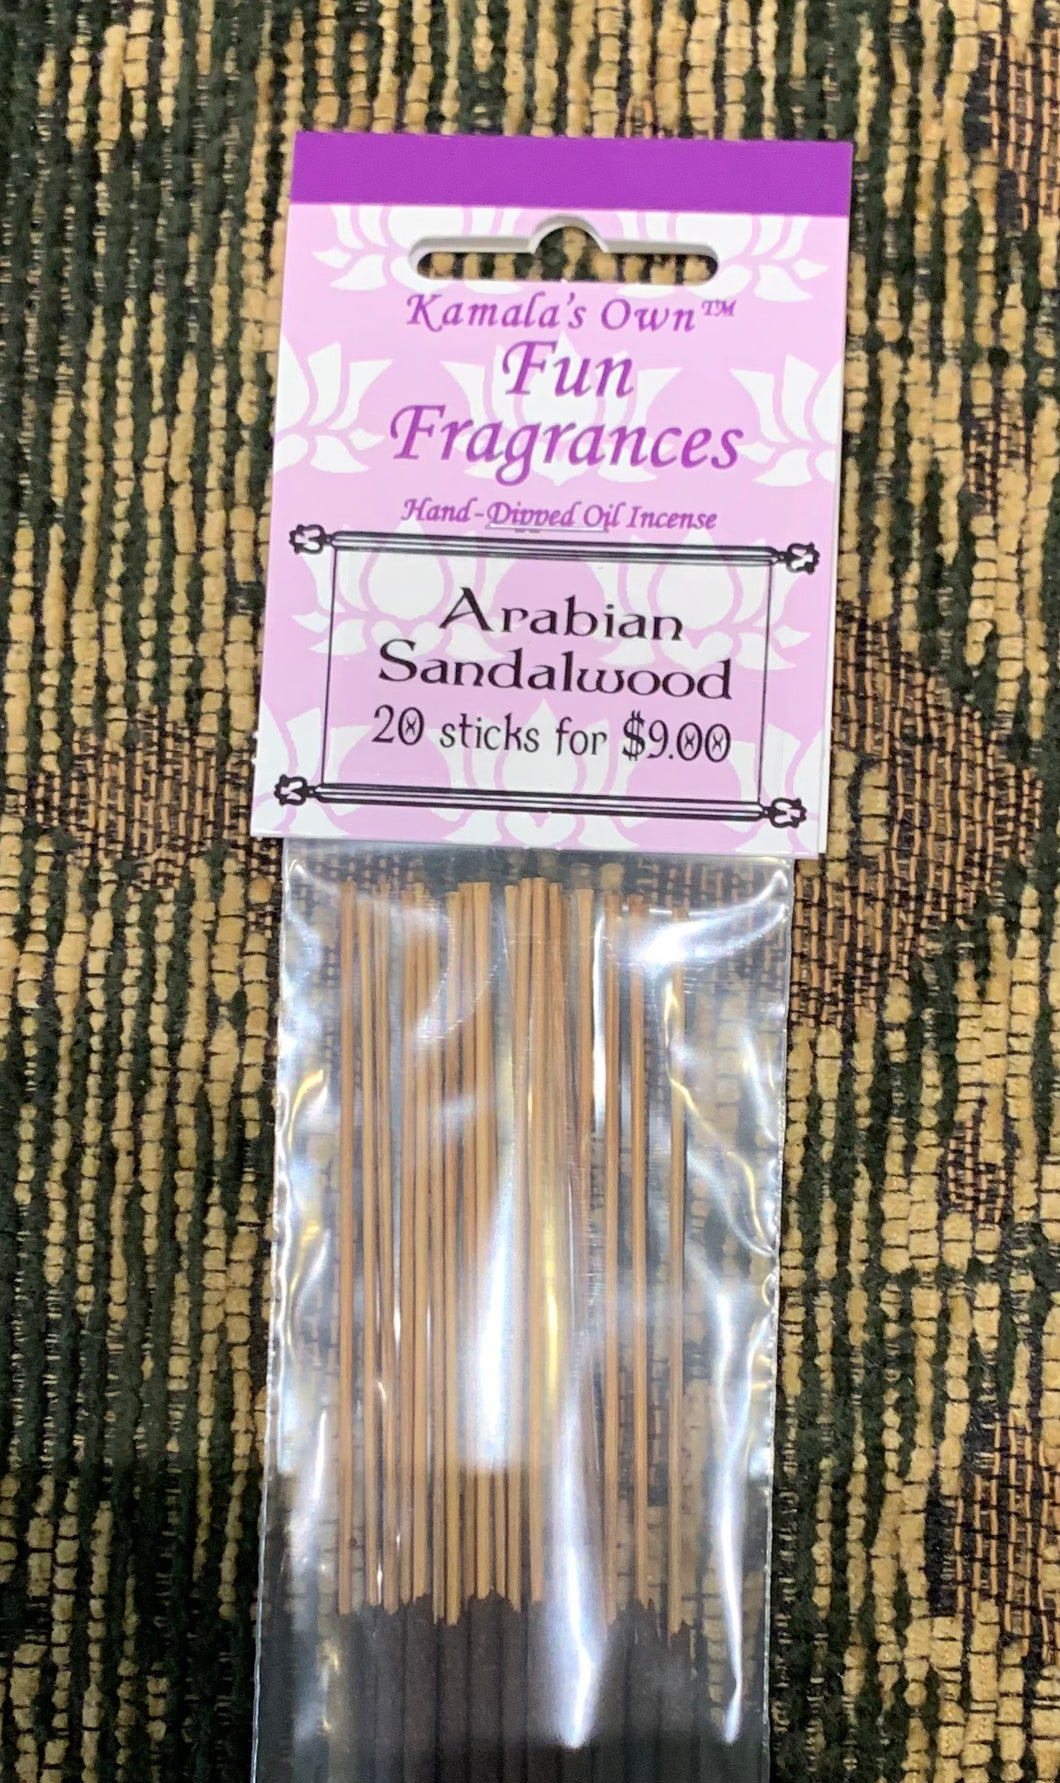 Kamala's Own™
Fun
Fragrances
Hand-Dipped Oil Incense
Arabian
Sandalwood
20 sticks for $9.00